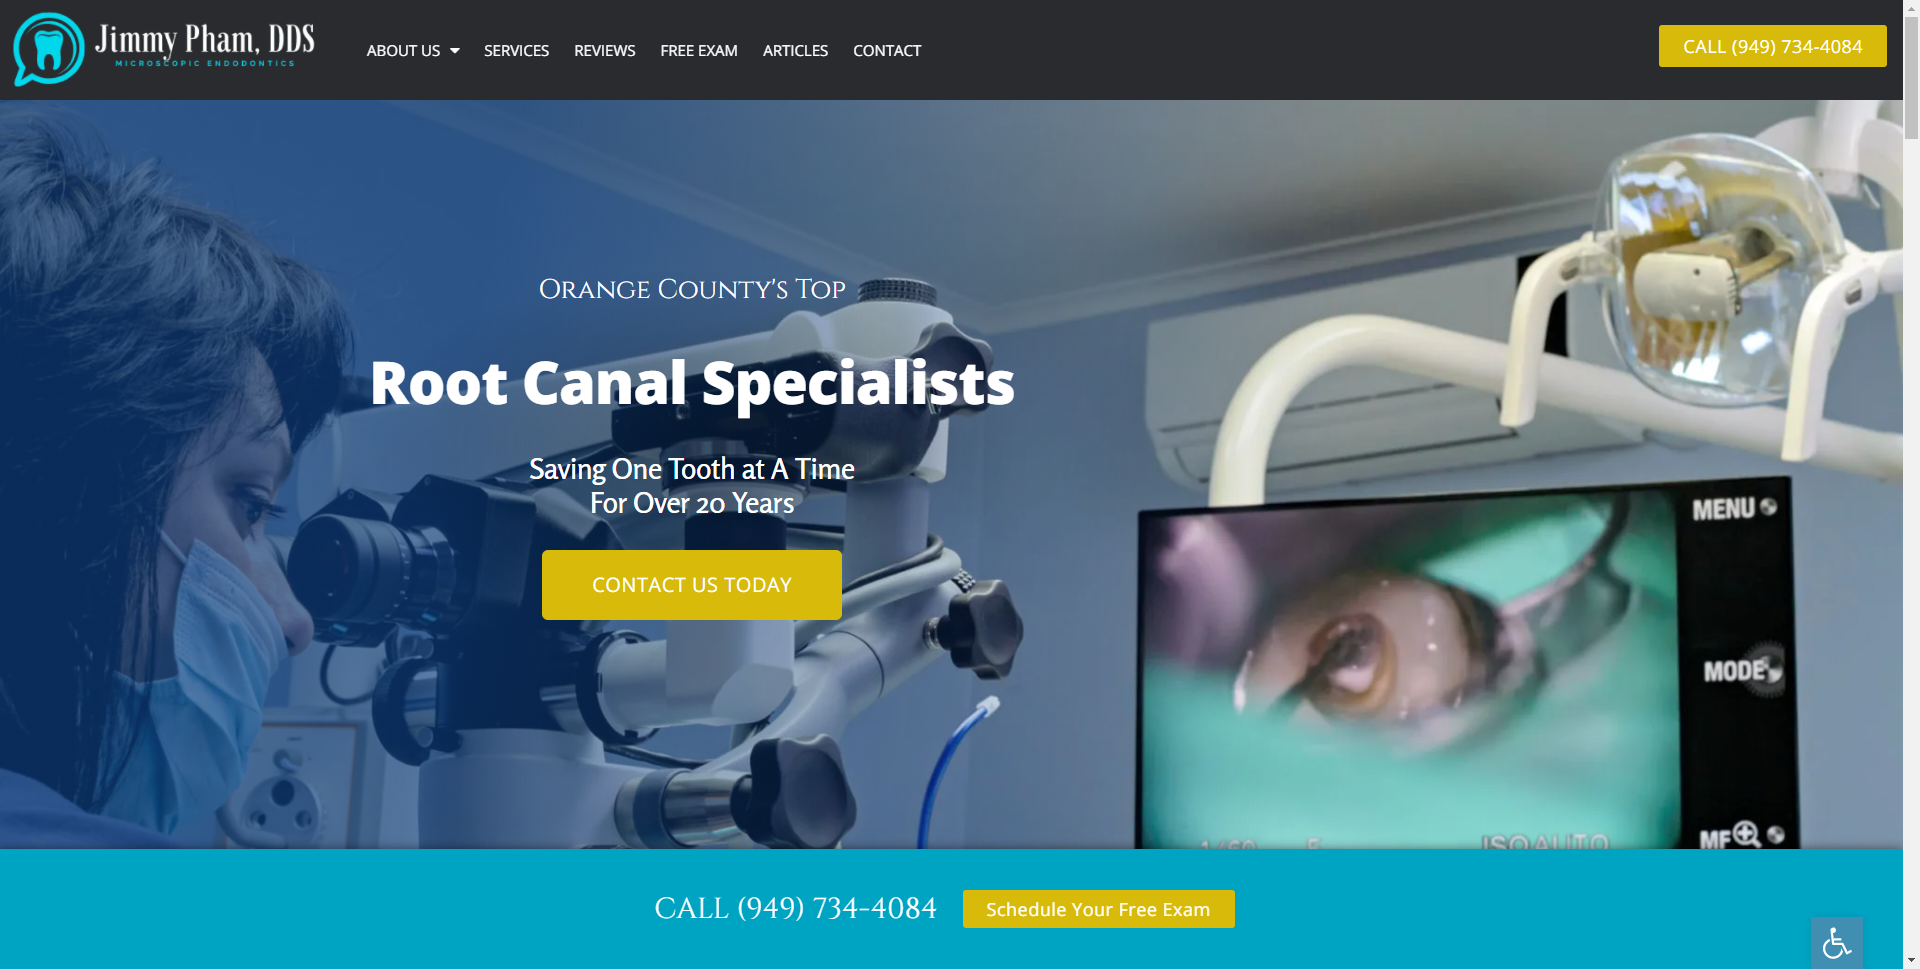 Jimmy Pham, DDS
MICROSCOPIC ENDODONTICS
ABOUT US
SERVICES
REVIEWS
FREE EXAM
ARTICLES
CONTACT
CALL (949) 734-4084
Orange County's Top
Root Canal Specialists
Saving One Tooth at A Time
For Over 20 Years
CONTACT US TODAY
MENU
MODE
MF
ISO AUTO
CALL (949) 734-4084
Schedule Your Free Exam